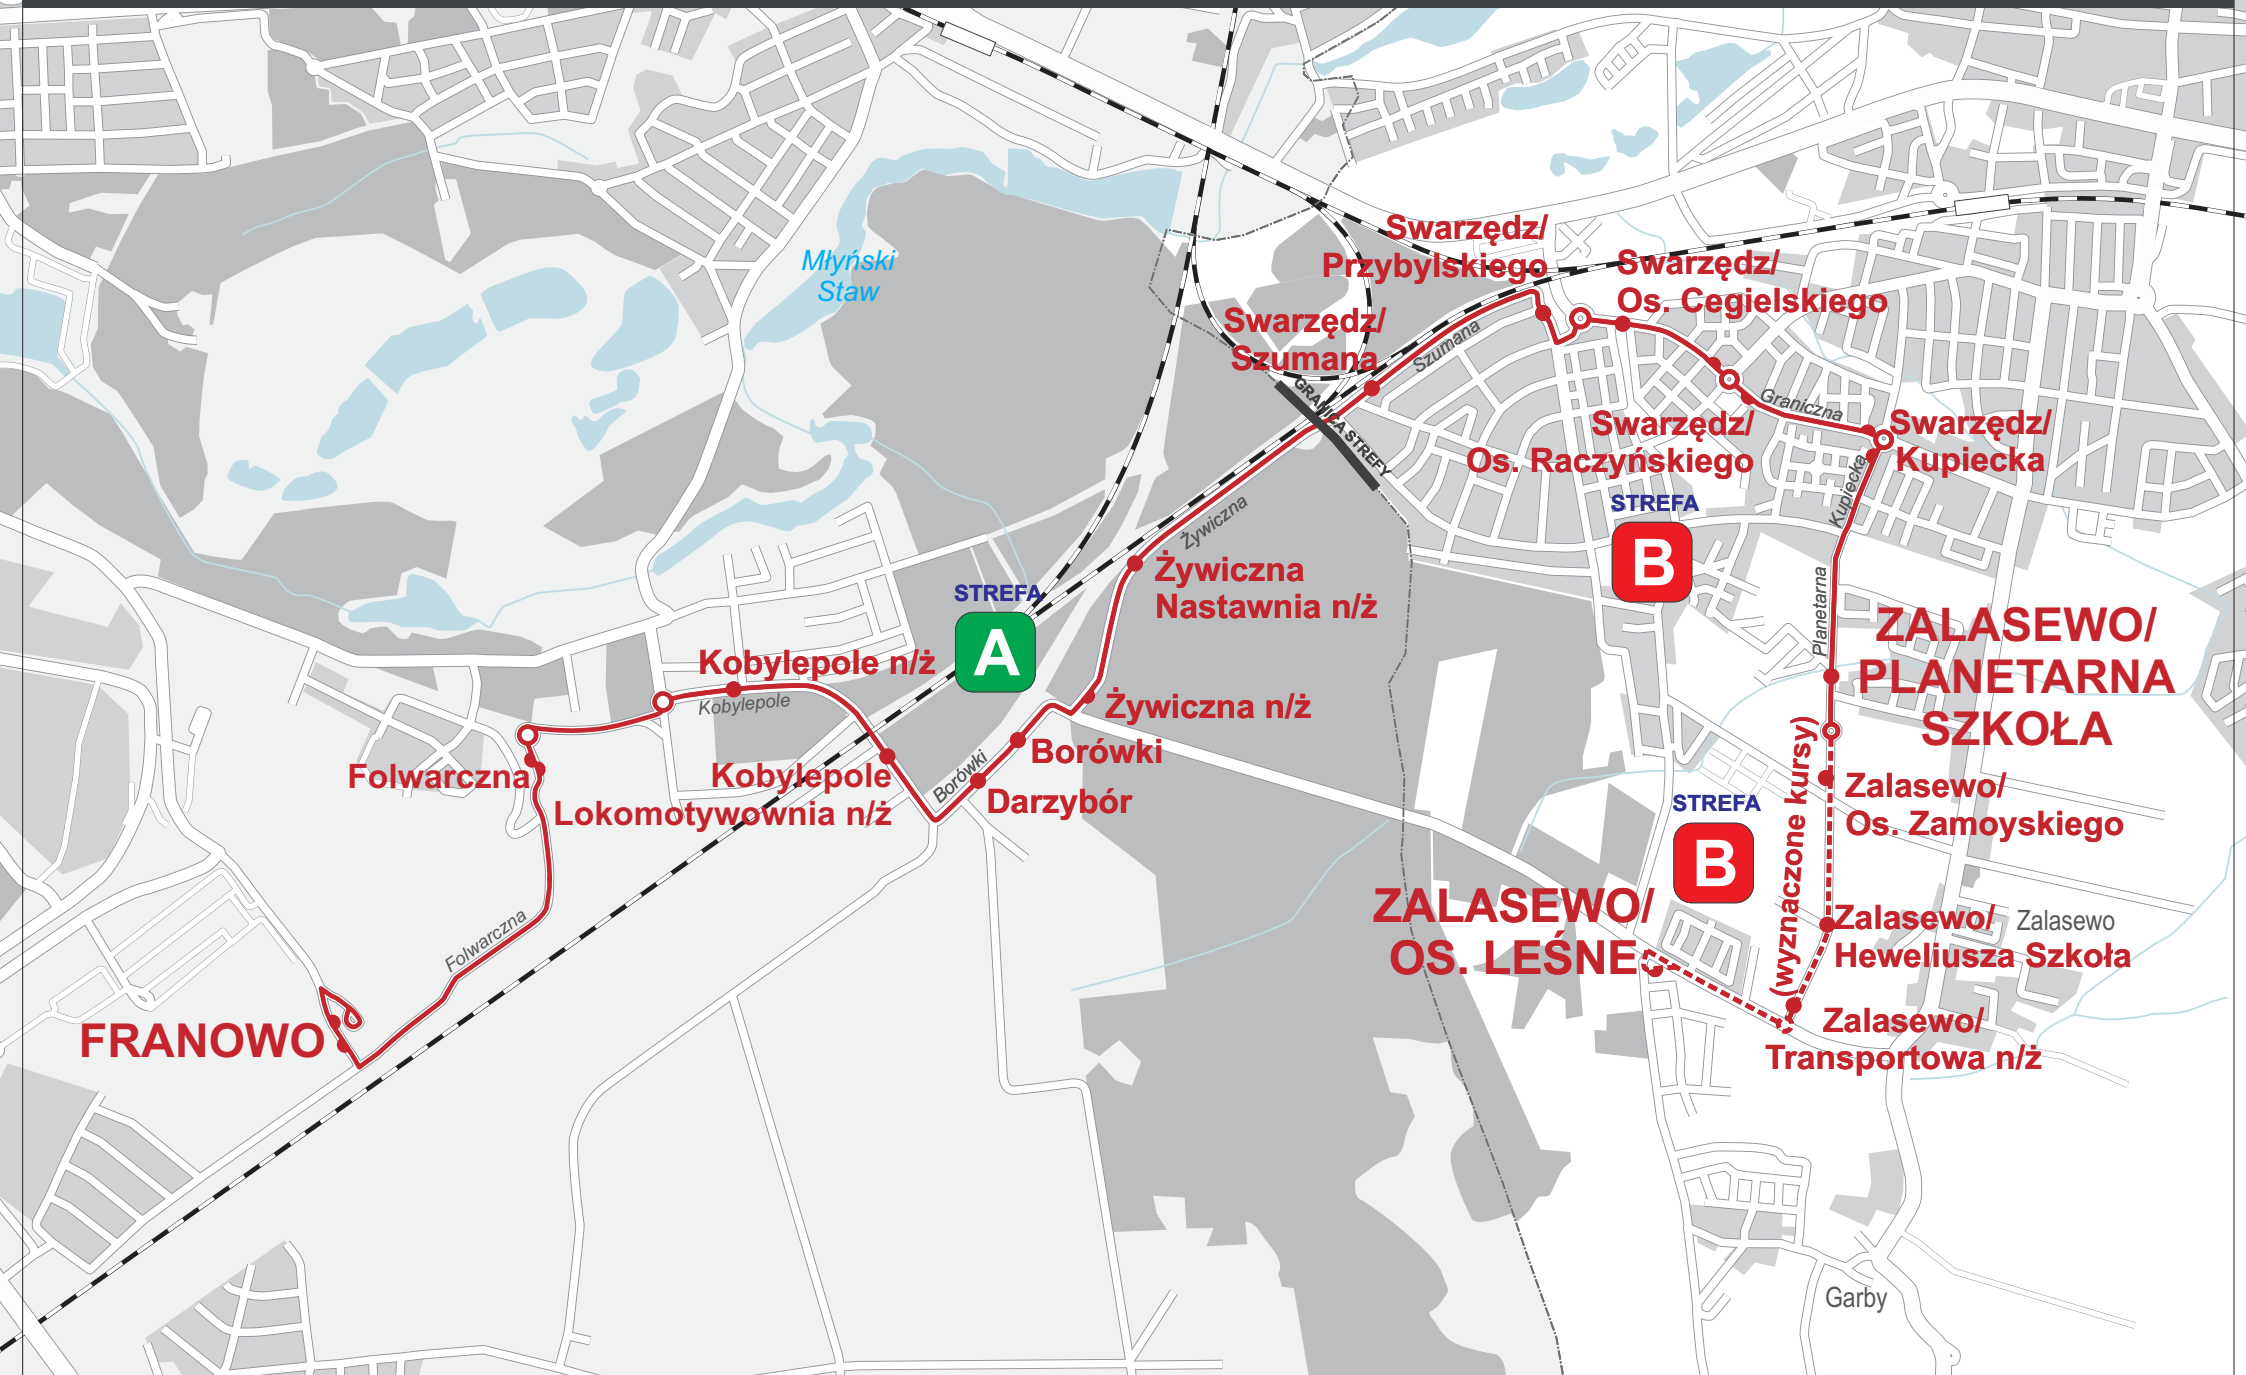 Młyński
Staw
Swarzędz/
Przybylskiego
Swarzędz/
Os. Cegielskiego
Swarzędz/
Szumana
Szumana
GRANICA STREFY
Graniczna
Swarzędz/
Os. Raczyńskiego
Swarzędz/
Kupiecka
Kupiecka
STREFA
B
Żywiczna
Żywiczna
Nastawnia n/ż
STREFA
A
Planetarna
ZALASEWO/
PLANETARNA
SZKOŁA
Kobylepole n/ż
Kobylepole
Żywiczna n/ż
Borówki
Borówki
Darzybór
Folwarczna
Kobylepole
Lokomotywownia n/ż
(wyznaczone kursy)
Zalasewo/
Os. Zamoyskiego
STREFA
B
ZALASEWO/
OS. LEŚNE
Zalasewo/
Heweliusza Szkoła
Zalasewo
Folwarczna
FRANOWO
Zalasewo/
Transportowa n/ż
Garby